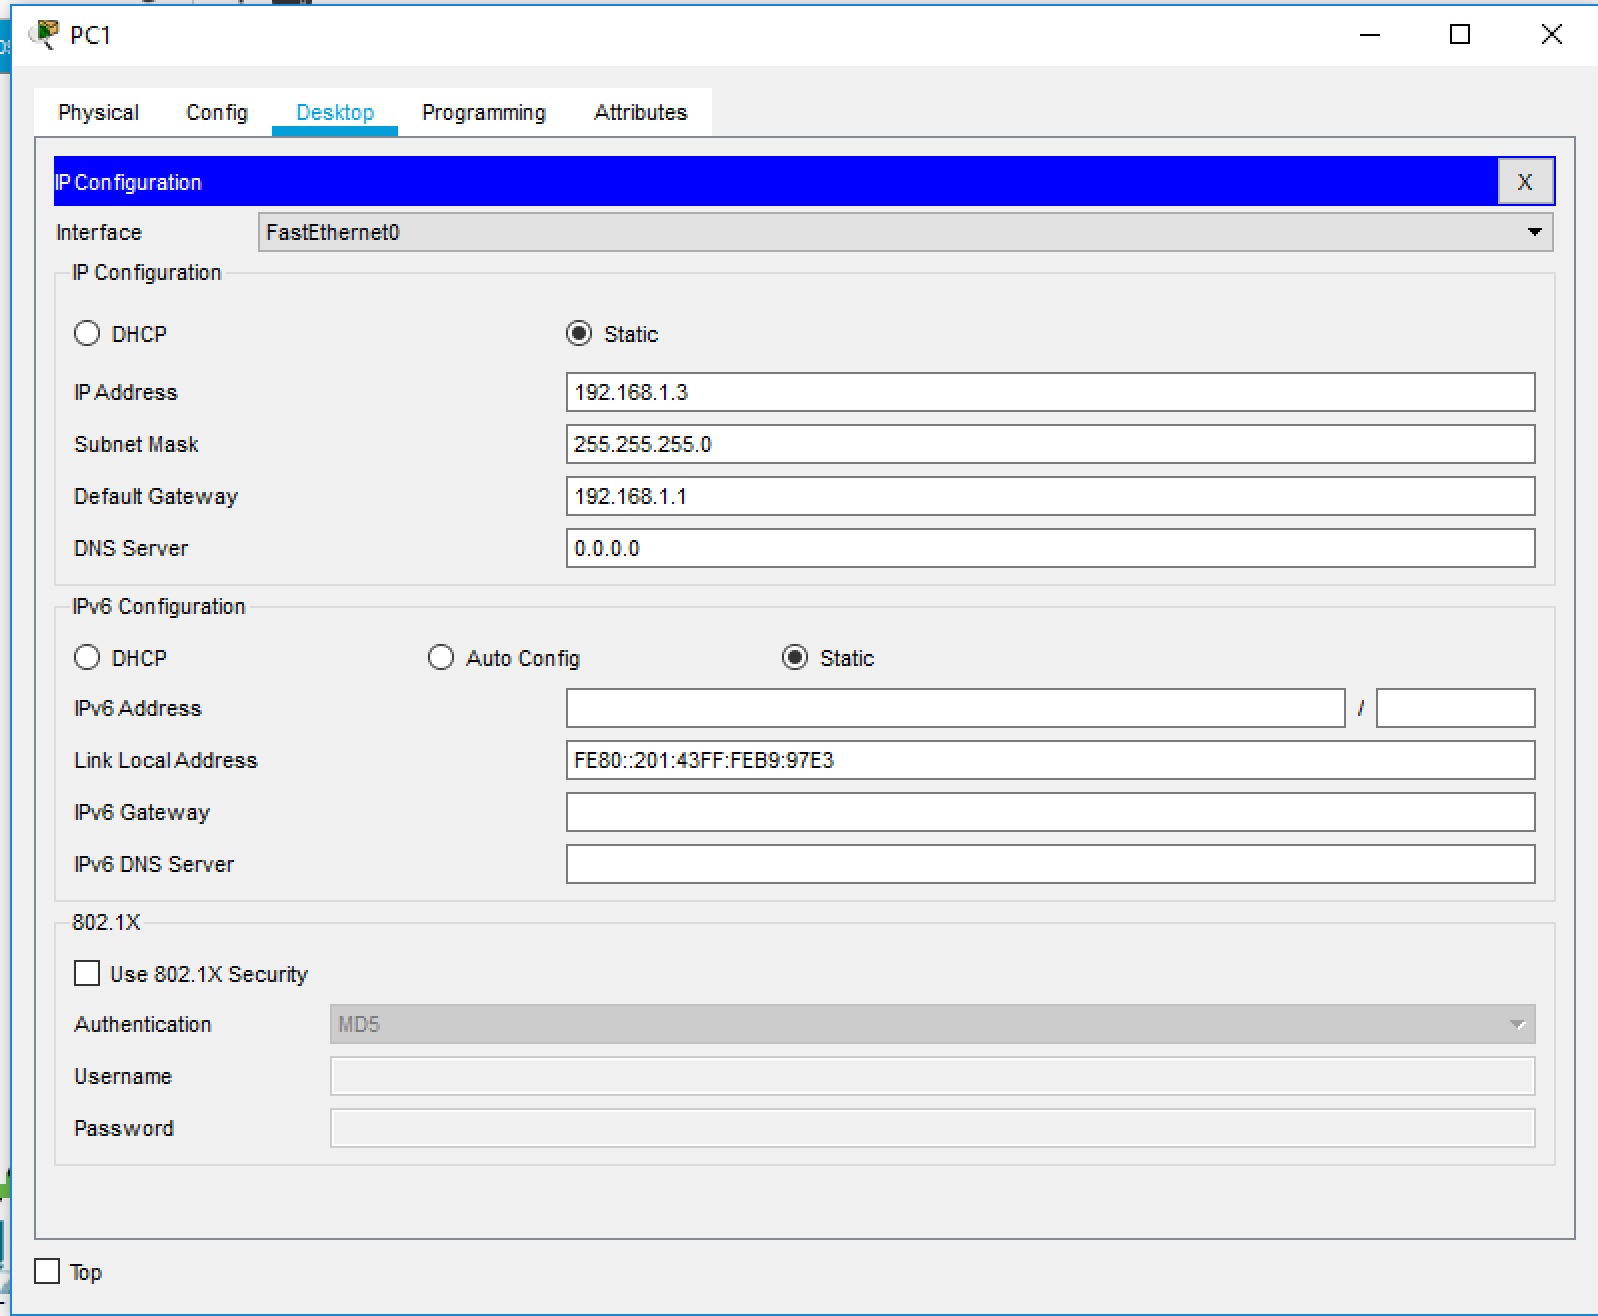 PC1
Physical Config Desktop Programming Attributes
IP Configuration X
Interface FastEthernet0
IP Configuration
DHCP Static
IP Address 192.168.1.3
Subnet Mask 255.255.255.0
Default Gateway 192.168.1.1
DNS Server 0.0.0.0
IPv6 Configuration
DHCP Auto Config Static
IPv6 Address /
Link Local Address FE80::201:43FF:FEB9:97E3
IPv6 Gateway
IPv6 DNS Server
802.1X
Use 802.1X Security
Authentication MD5
Username
Password
Top